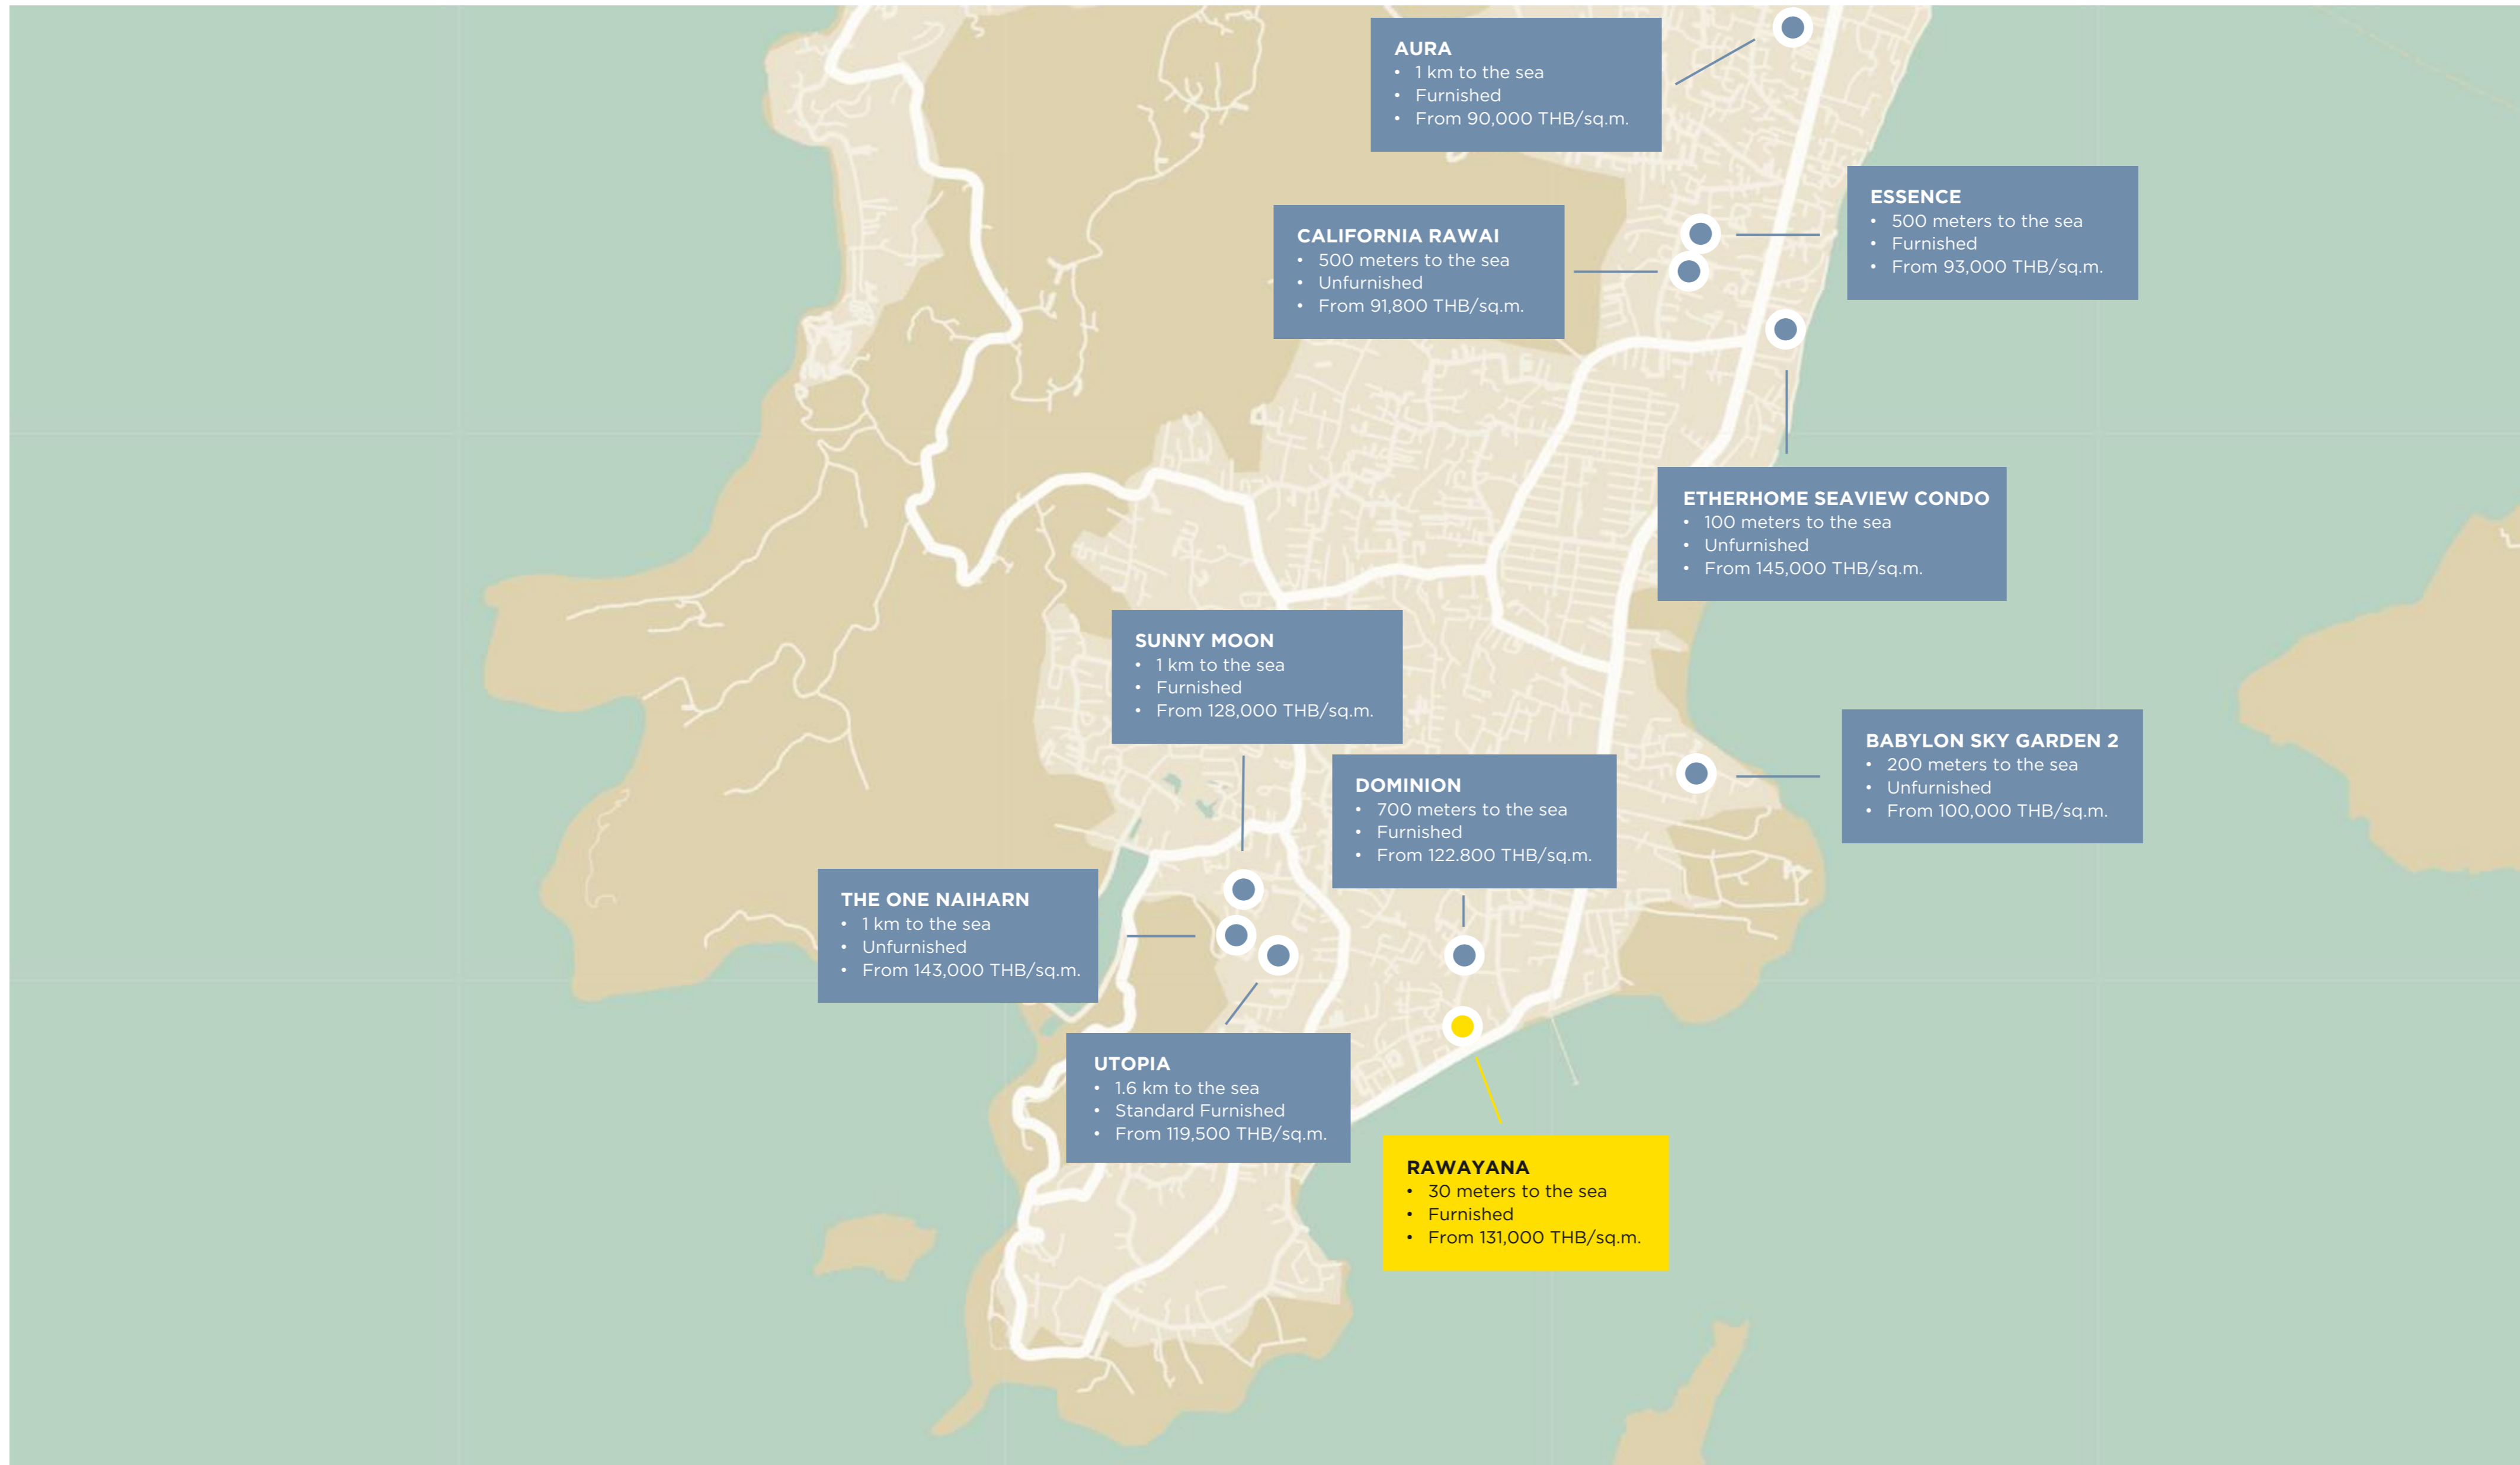 AURA
• 1 km to the sea
• Furnished
• From 90,000 THB/sq.m.
ESSENCE
• 500 meters to the sea
• Furnished
• From 93,000 THB/sq.m.
CALIFORNIA RAWAI
• 500 meters to the sea
• Unfurnished
• From 91,800 THB/sq.m.
ETHERHOME SEAVIEW CONDO
• 100 meters to the sea
• Unfurnished
• From 145,000 THB/sq.m.
SUNNY MOON
• 1 km to the sea
• Furnished
• From 128,000 THB/sq.m.
BABYLON SKY GARDEN 2
• 200 meters to the sea
• Unfurnished
• From 100,000 THB/sq.m.
DOMINION
• 700 meters to the sea
• Furnished
• From 122.800 THB/sq.m.
THE ONE NAIHARN
• 1 km to the sea
• Unfurnished
• From 143,000 THB/sq.m.
UTOPIA
• 1.6 km to the sea
• Standard Furnished
• From 119,500 THB/sq.m.
RAWAYANA
• 30 meters to the sea
• Furnished
• From 131,000 THB/sq.m.